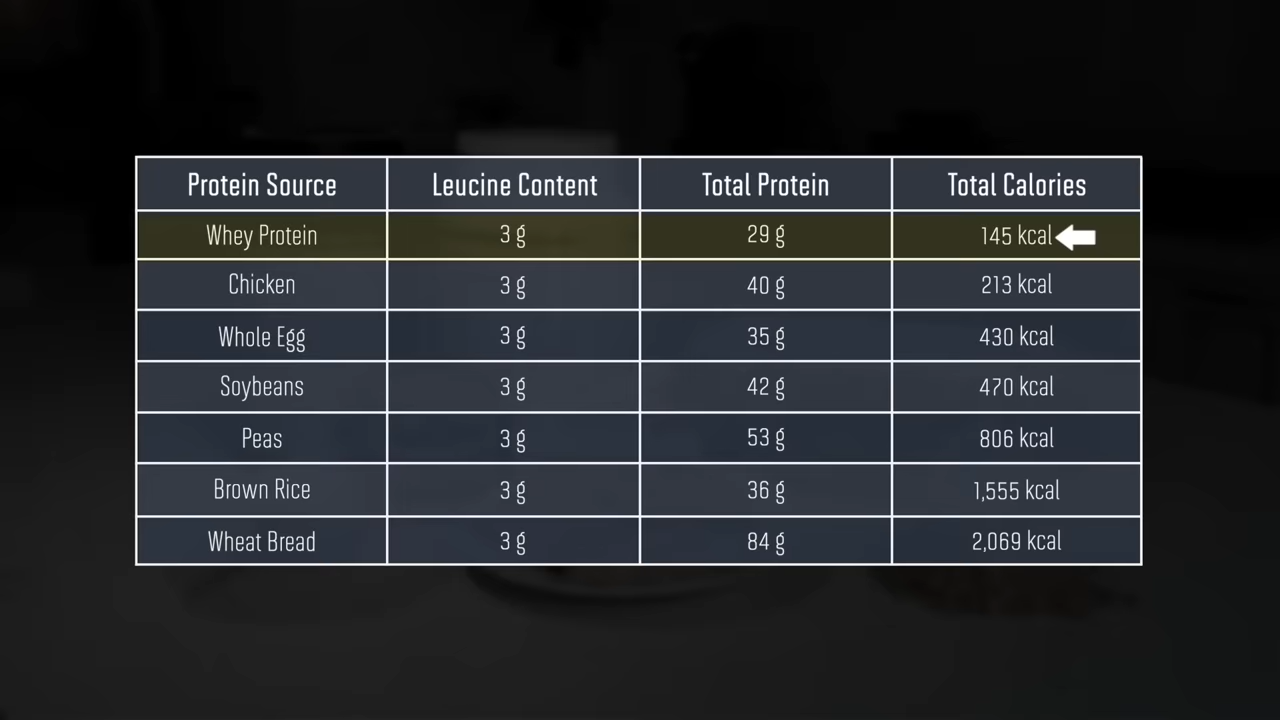 Protein Source Leucine Content Total Protein Total Calories
Whey Protein 3 g 29 g 145 kcal
Chicken 3 g 40 g 213 kcal
Whole Egg 3 g 35 g 430 kcal
Soybeans 3 g 42 g 470 kcal
Peas 3 g 53 g 806 kcal
Brown Rice 3 g 36 g 1,555 kcal
Wheat Bread 3 g 84 g 2,069 kcal